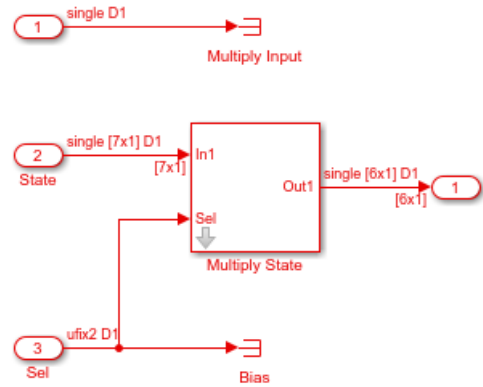 single D1
1
Multiply Input
single [7x1] D1
2
[7x1]
State
In1
Out1
single [6x1] D1
1
[6x1]
Sel
Multiply State
ufix2 D1
3
Sel
Bias